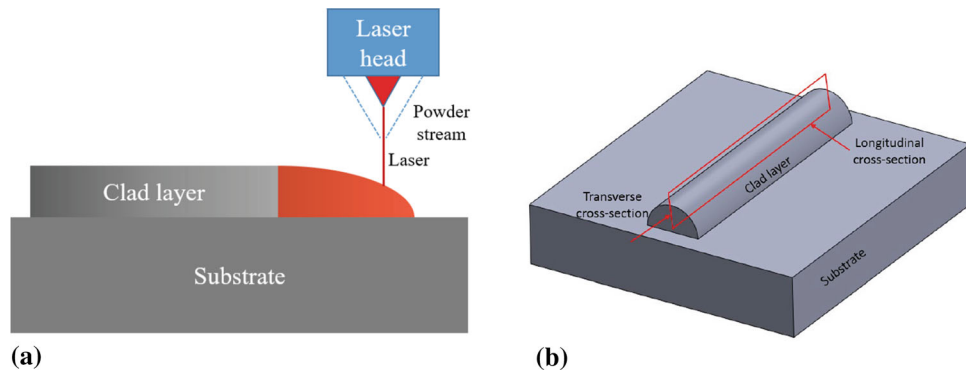 Laser
head
Powder
stream
Laser
Clad layer
Substrate
(a)
Longitudinal
cross-section
Clad layer
Transverse
cross-section
Substrate
(b)